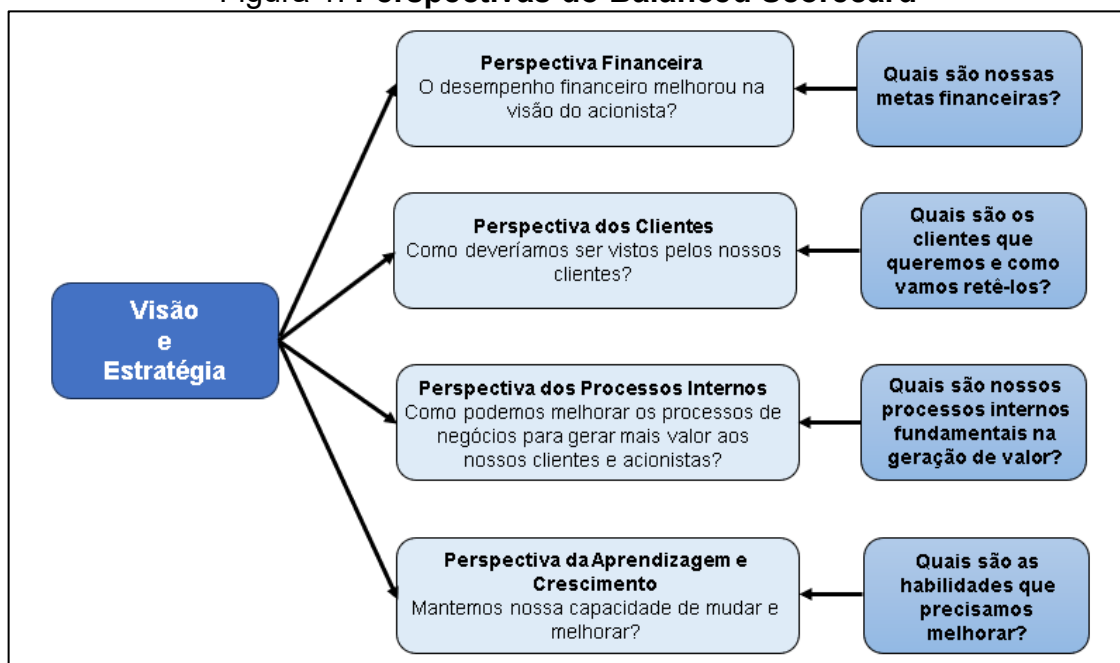 Perspectiva Financeira
O desempenho financeiro melhorou na
visão do acionista?
Quais são nossas
metas financeiras?
Perspectiva dos Clientes
Como deveríamos ser vistos pelos nossos
clientes?
Quais são os
clientes que
queremos e como
vamos retê-los?
Visão
e
Estratégia
Perspectiva dos Processos Internos
Como podemos melhorar os processos de
negócios para gerar mais valor aos
nossos clientes e acionistas?
Quais são nossos
processos internos
fundamentais na
geração de valor?
Perspectiva da Aprendizagem e
Crescimento
Mantemos nossa capacidade de mudar e
melhorar?
Quais são as
habilidades que
precisamos
melhorar?